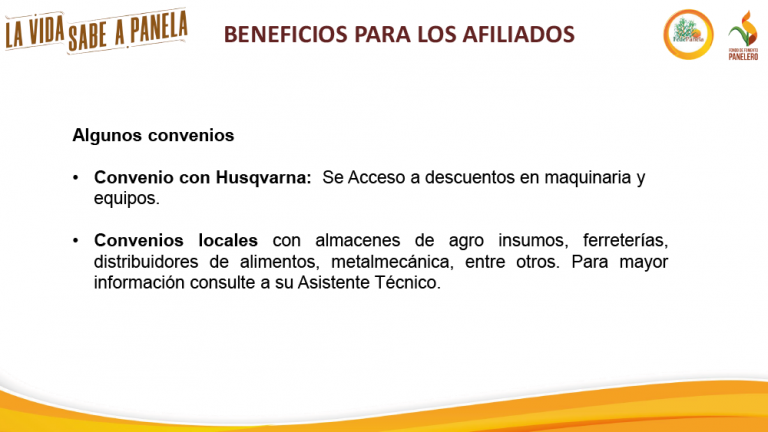 LA VIDA
SABE A PANELA
BENEFICIOS PARA LOS AFILIADOS
Fedepanela
FONDO DE FOMENTO
PANELERO
Algunos convenios
• Convenio con Husqvarna: Se Acceso a descuentos en maquinaria y
equipos.
• Convenios locales con almacenes de agro insumos, ferreterías,
distribuidores de alimentos, metalmecánica, entre otros. Para mayor
información consulte a su Asistente Técnico.